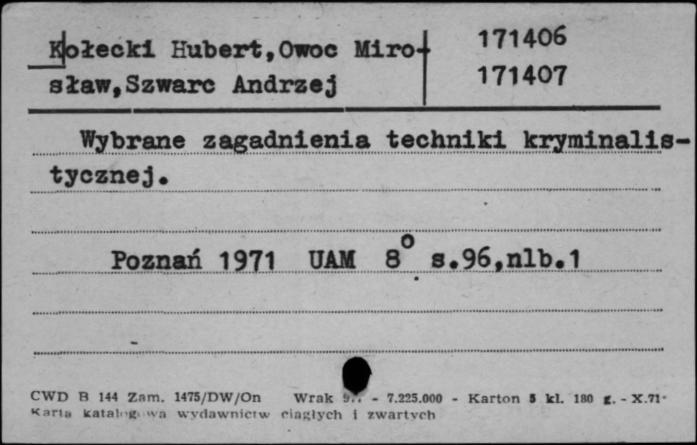 Kołecki Hubert,Owoc Miro- 171406
sław,Szwarc Andrzej 171407
Wybrane zagadnienia techniki kryminalis-
tycznej.
Poznań 1971 UAM 8° s.96,nlb.1
CWD B 144 Zam. 1475/DW/On Wrak - 7.225.000 - Karton 5 kl. 180 g. - X.71-
Karta katalogowa wydawnictw ciągłych i zwartych